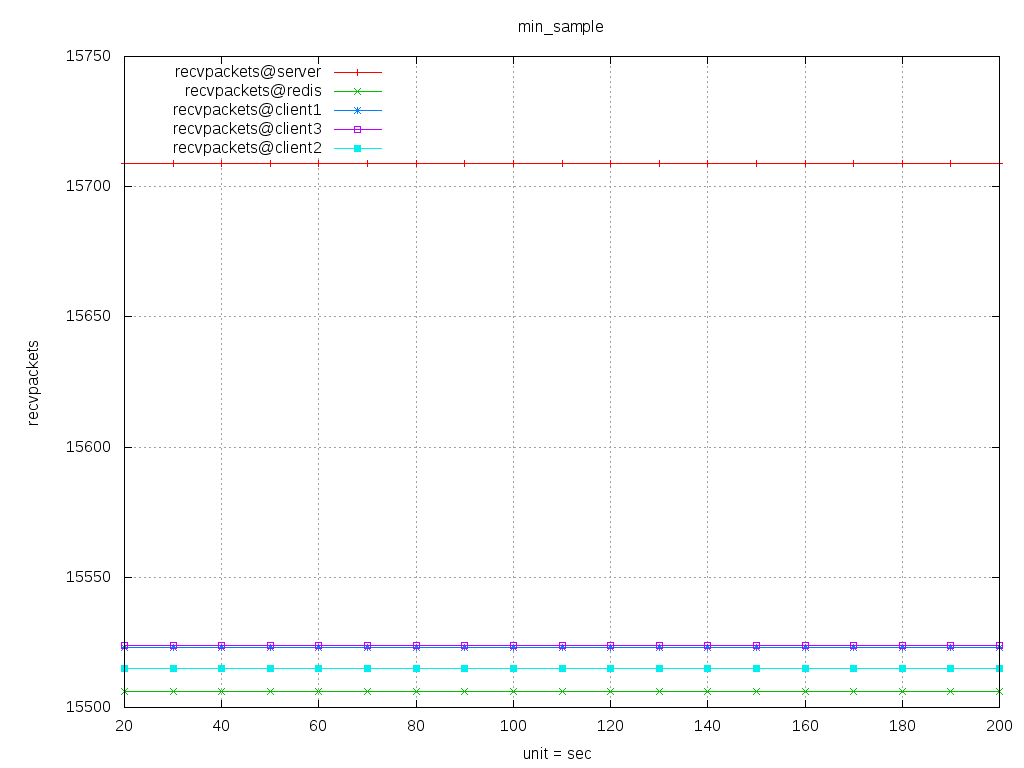 min_sample
15750
recvpackets@server
recvpackets@redis
recvpackets@client1
recvpackets@client3
recvpackets@client2
15700
15650
recvpackets
15600
15550
15500
20 40 60 80 100 120 140 160 180 200
unit = sec